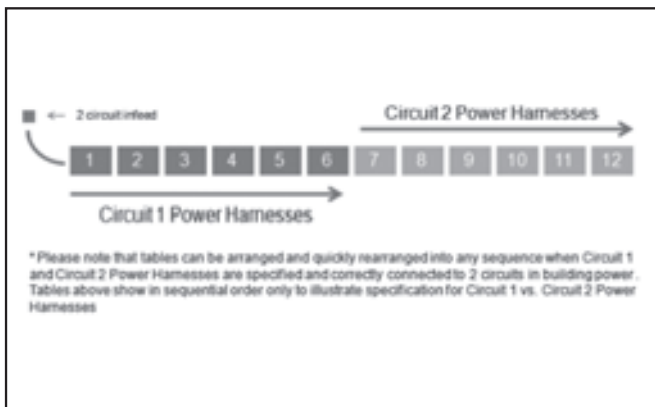 Circuit 2 Power Harnesses
← 2 circuit infeed
1 2 3 4 5 6 7 8 9 10 11 12
Circuit 1 Power Harnesses
* Please note that tables can be arranged and quickly rearranged into any sequence when Circuit 1
and Circuit 2 Power Harnesses are specified and correctly connected to 2 circuits in building power.
Tables above show in sequential order only to illustrate specification for Circuit 1 vs. Circuit 2 Power
Harnesses